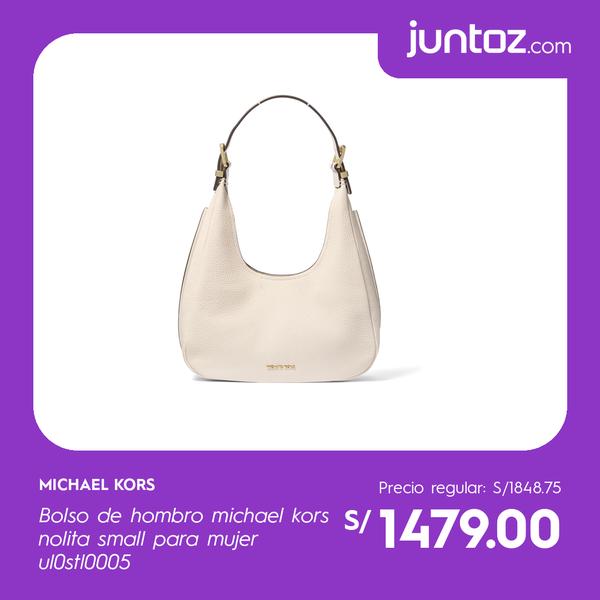 juntoz.com
MICHAEL KORS
Bolso de hombro michael kors
nolita small para mujer
ul0stl0005
Precio regular: S/1848.75
S/1479.00